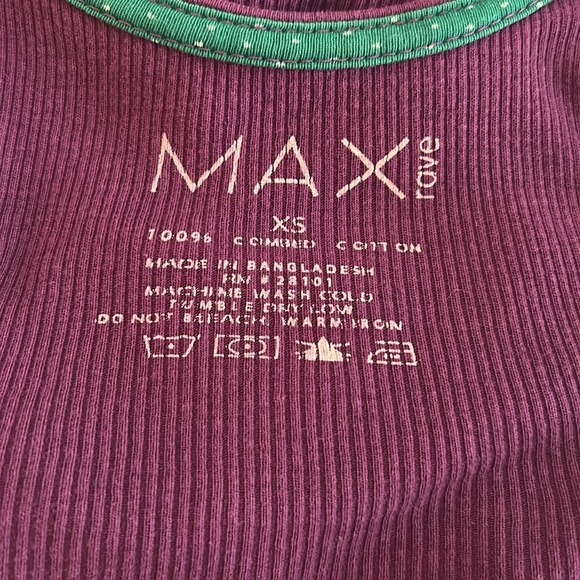 MAX rave
XS
100% COMBED COTTON
MADE IN BANGLADESH
RN # 28101
MACHINE WASH COLD
TUMBLE DRY LOW
DO NOT BLEACH. WARM IRON